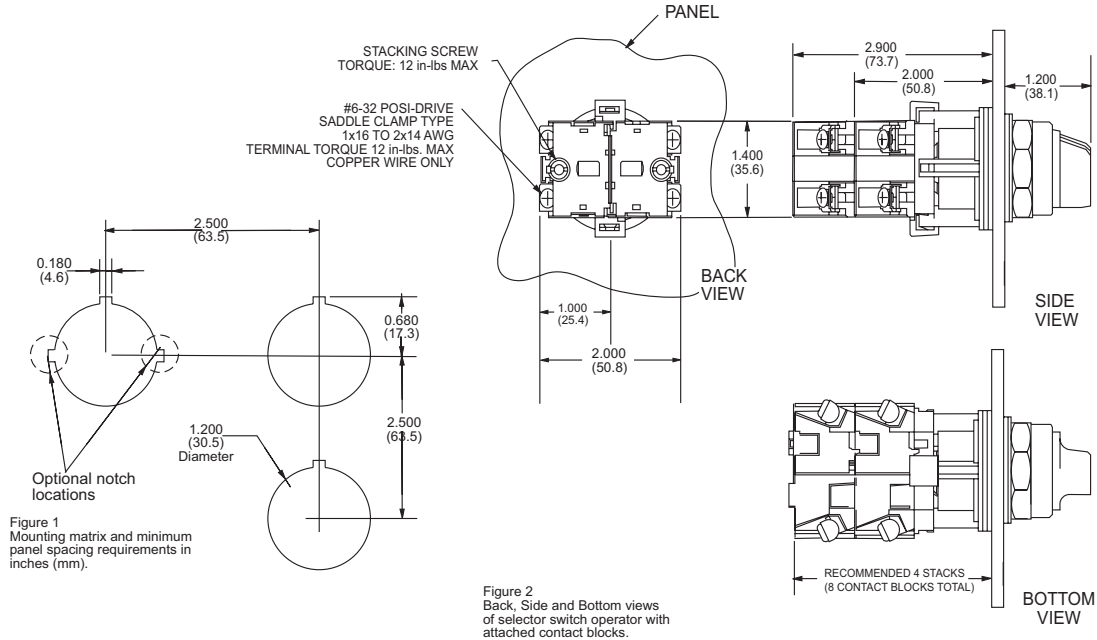 PANEL
STACKING SCREW
TORQUE: 12 in-lbs MAX
#6-32 POSI-DRIVE
SADDLE CLAMP TYPE
1x16 TO 2x14 AWG
TERMINAL TORQUE 12 in-lbs. MAX
COPPER WIRE ONLY
2.900
(73.7)
2.000
(50.8)
1.200
(38.1)
1.400
(35.6)
BACK
VIEW
1.000
(25.4)
2.000
(50.8)
SIDE
VIEW
2.500
(63.5)
0.180
(4.6)
0.680
(17.3)
2.500
(63.5)
1.200
(30.5)
Diameter
Optional notch
locations
Figure 1
Mounting matrix and minimum
panel spacing requirements in
inches (mm).
RECOMMENDED 4 STACKS
(8 CONTACT BLOCKS TOTAL)
BOTTOM
VIEW
Figure 2
Back, Side and Bottom views
of selector switch operator with
attached contact blocks.